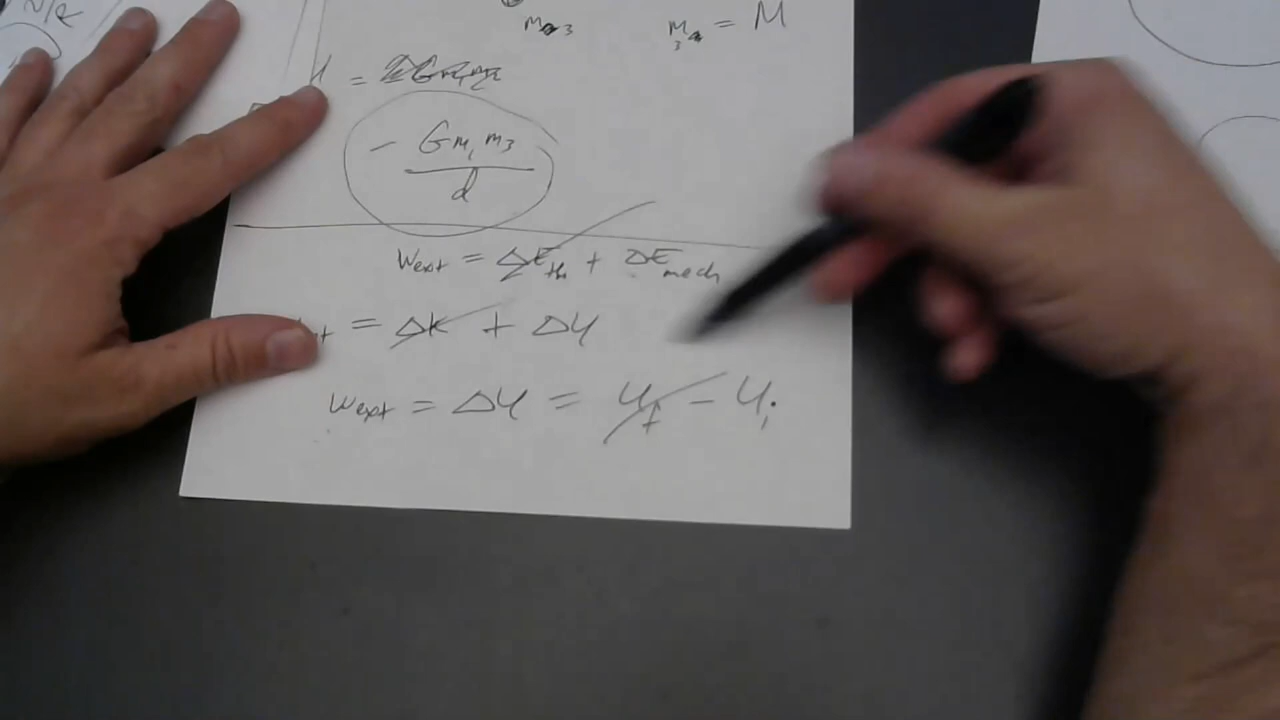 N/R
m3 m3 = M
=
- Gm1m3
d
Wext = ΔEth + ΔEmech
= ΔK + ΔU
Wext = ΔU = Uf - Ui